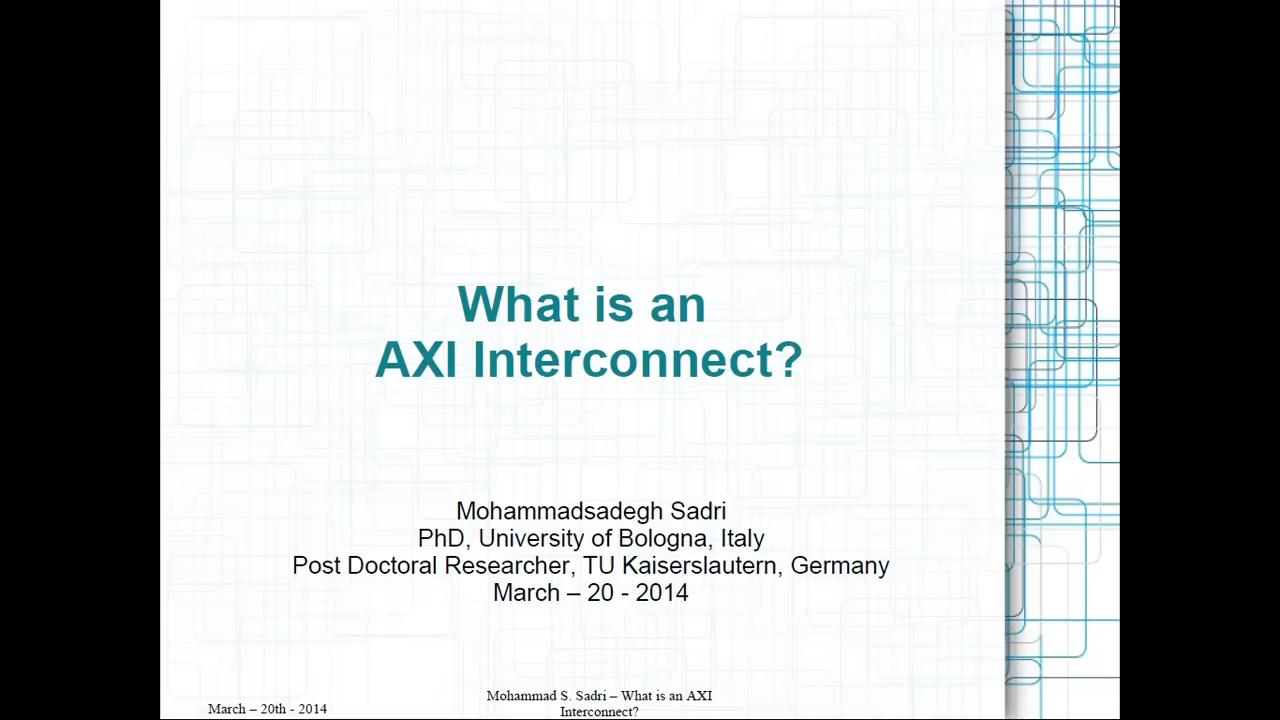 What is an
AXI Interconnect?
Mohammadsadegh Sadri
PhD, University of Bologna, Italy
Post Doctoral Researcher, TU Kaiserslautern, Germany
March – 20 - 2014
Mohammad S. Sadri – What is an AXI
Interconnect?
March – 20th - 2014